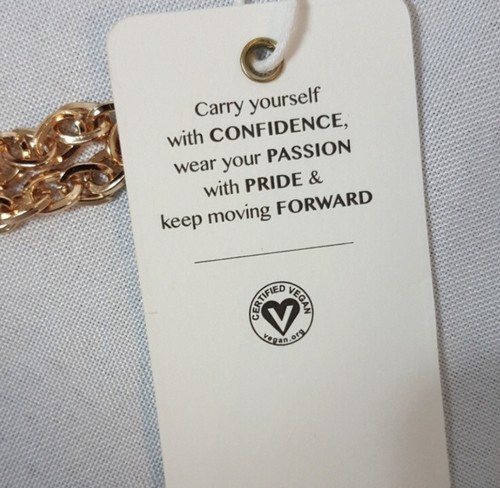 Carry yourself
with CONFIDENCE,
wear your PASSION
with PRIDE &
keep moving FORWARD
CERTIFIED VEGAN
V
vegan.org